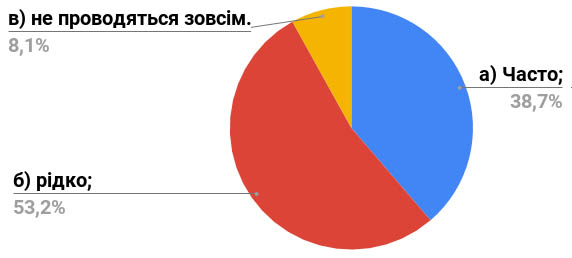 в) не проводяться зовсім.
8,1%
а) Часто;
38,7%
б) рідко;
53,2%